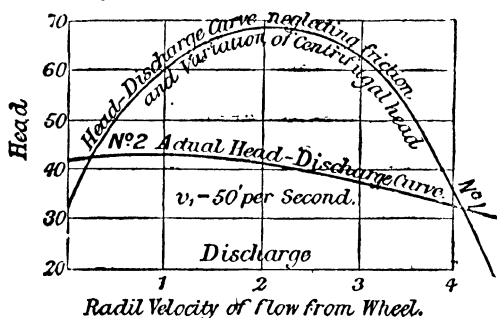 Head-Discharge Curve neglecting friction.
and Variation of Centrifugal head
No. 2 Actual Head-Discharge Curve.
No 1
v₁-50' per Second.
Discharge
Head
70
60
50
40
30
20
1
2
3
4
Radil Velocity of flow from Wheel.